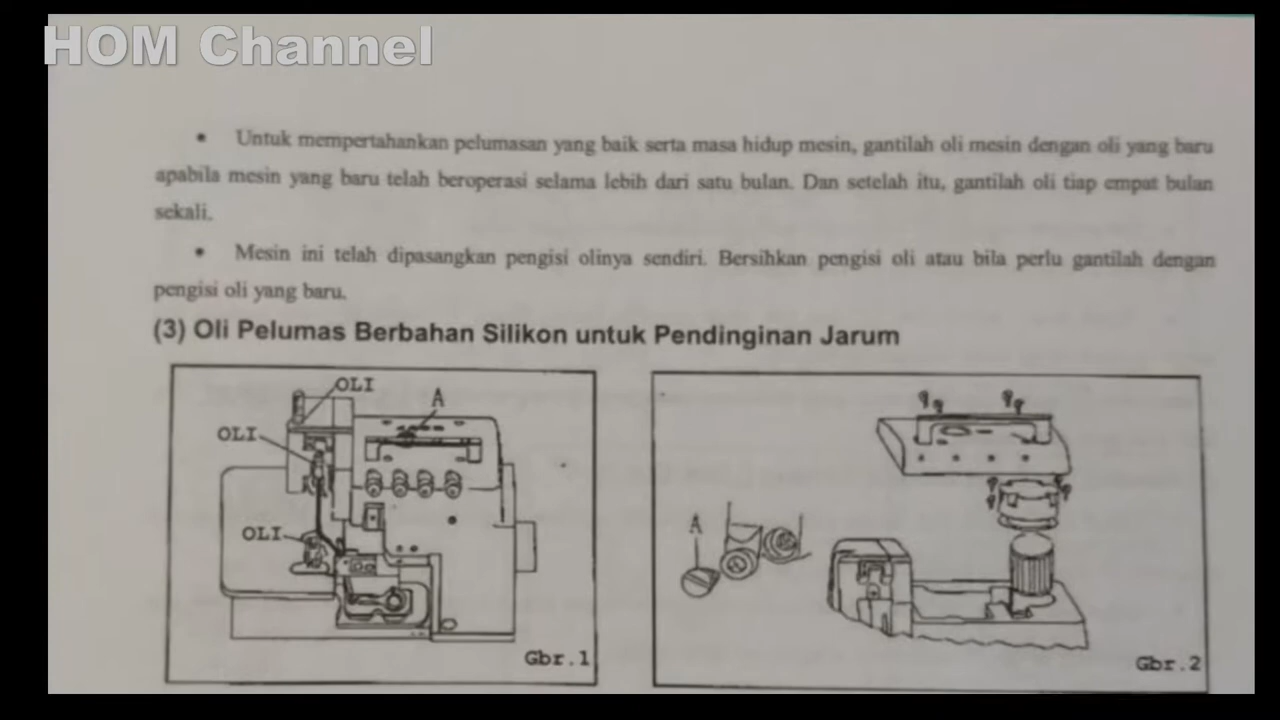 HOM Channel
• Untuk mempertahankan pelumasan yang baik serta masa hidup mesin, gantilah oli mesin dengan oli yang baru
apabila mesin yang baru telah beroperasi selama lebih dari satu bulan. Dan setelah itu, gantilah oli tiap empat bulan
sekali.
• Mesin ini telah dipasangkan pengisi olinya sendiri. Bersihkan pengisi oli atau bila perlu gantilah dengan
pengisi oli yang baru.
(3) Oli Pelumas Berbahan Silikon untuk Pendinginan Jarum
OLI
A
OLI
OLI
Gbr.1
A
Gbr.2